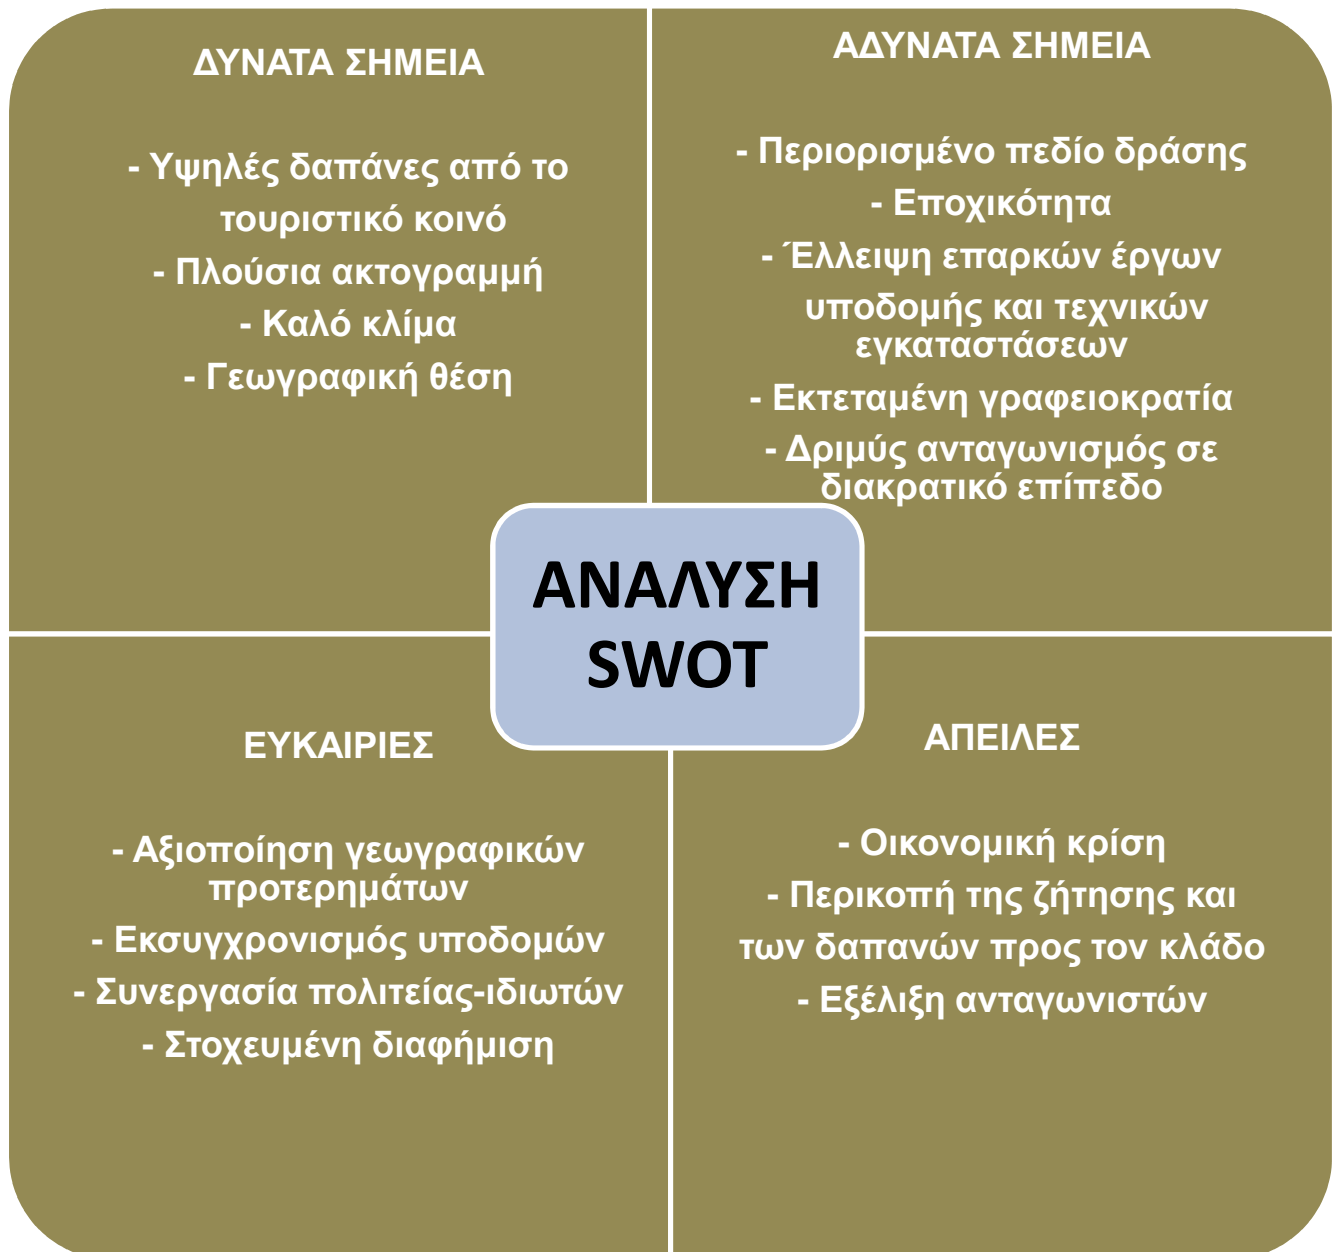 ΔΥΝΑΤΑ ΣΗΜΕΙΑ
- Υψηλές δαπάνες από το
τουριστικό κοινό
- Πλούσια ακτογραμμή
- Καλό κλίμα
- Γεωγραφική θέση
ΑΔΥΝΑΤΑ ΣΗΜΕΙΑ
- Περιορισμένο πεδίο δράσης
- Εποχικότητα
- Έλλειψη επαρκών έργων
υποδομής και τεχνικών
εγκαταστάσεων
- Εκτεταμένη γραφειοκρατία
- Δριμύς ανταγωνισμός σε
διακρατικό επίπεδο
ΑΝΑΛΥΣΗ
SWOT
ΕΥΚΑΙΡΙΕΣ
- Αξιοποίηση γεωγραφικών
προτερημάτων
- Εκσυγχρονισμός υποδομών
- Συνεργασία πολιτείας-ιδιωτών
- Στοχευμένη διαφήμιση
ΑΠΕΙΛΕΣ
- Οικονομική κρίση
- Περικοπή της ζήτησης και
των δαπανών προς τον κλάδο
- Εξέλιξη ανταγωνιστών